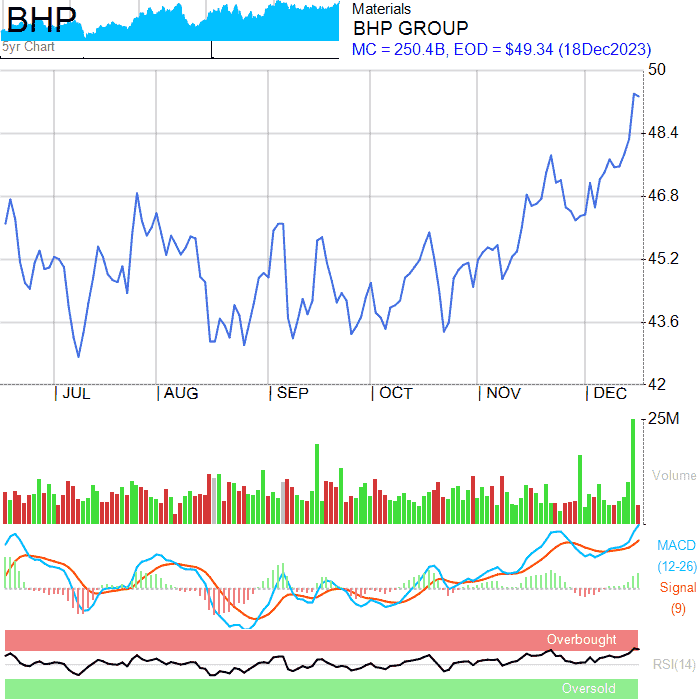 BHP
5yr Chart
Materials
BHP GROUP
MC = 250.4B, EOD = $49.34 (18Dec2023)
50
48.4
46.8
45.2
43.6
42
| JUL | AUG | SEP | OCT | NOV | DEC
25M
Volume
MACD
(12-26)
Signal
(9)
Overbought
RSI(14)
Oversold